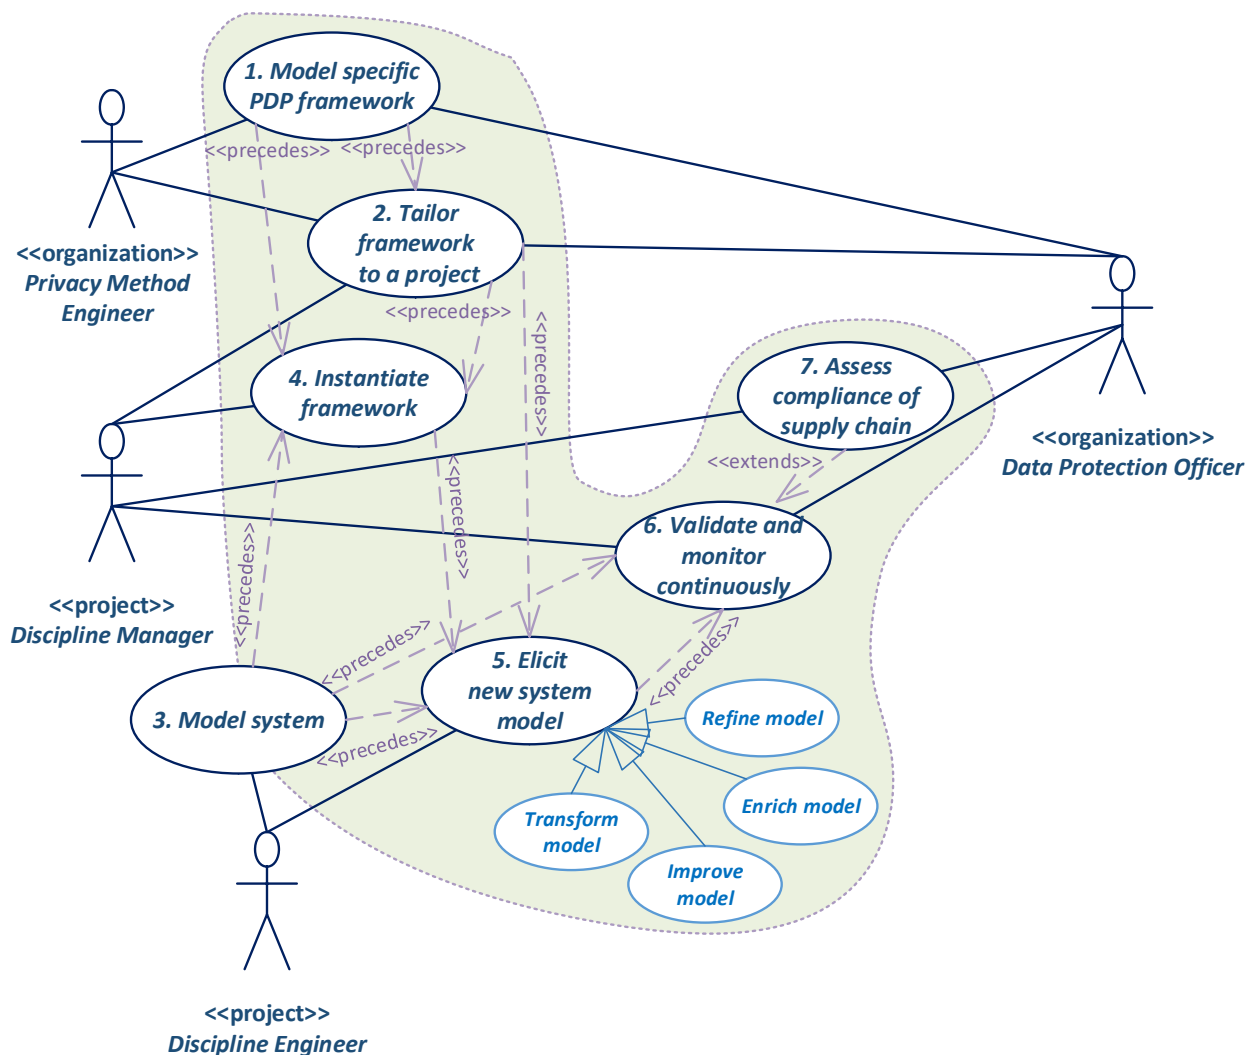 1. Model specific
PDP framework
<<precedes>>
<<precedes>>
2. Tailor
framework
to a project
<<organization>>
Privacy Method
Engineer
<<precedes>>
<<precedes>>
4. Instantiate
framework
7. Assess
compliance of
supply chain
<<organization>>
Data Protection Officer
<<extends>>
<<precedes>>
6. Validate and
monitor
continuously
<<precedes>>
<<project>>
Discipline Manager
<<precedes>>
<<precedes>>
5. Elicit
new system
model
3. Model system
<<precedes>>
Refine model
Enrich model
Transform
model
Improve
model
<<project>>
Discipline Engineer